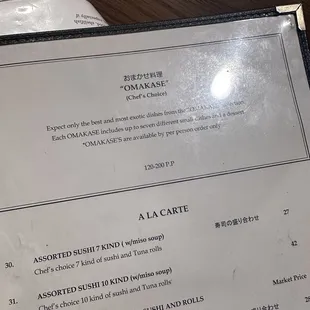 おまかせ料理
"OMAKASE"
(Chef's Choice)
Expect only the best and most exotic dishes from the
Each OMAKASE includes up to seven different small dishes in a flowers.
"OMAKASE'S are available by per person order only"
120-200 P.P
A LA CARTE
30. ASSORTED SUSHI 7 KIND ( w/miso soup) 寿司の盛り合わせ 27
Chef's choice 7 kind of sushi and Tuna rolls
42
31. ASSORTED SUSHI 10 KIND (w/miso soup)
Chef's choice 10 kind of sushi and Tuna rolls
Market Price
SUSHI AND ROLLS